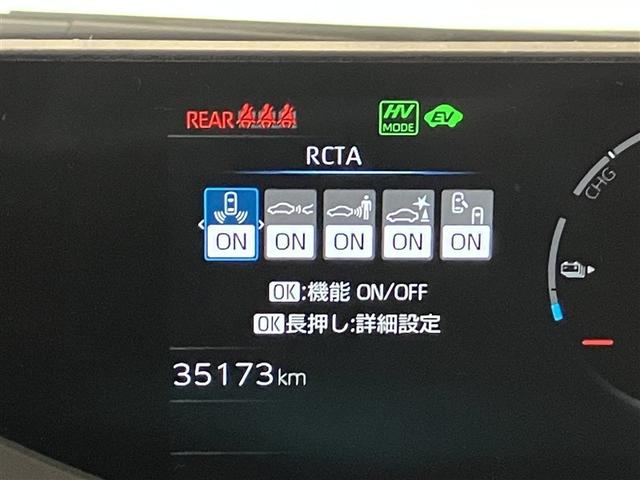 REAR
HV
MODE
EV
RCTA
ON ON ON ON ON
OK:機能 ON/OFF
OK長押し:詳細設定
35173km
CHG